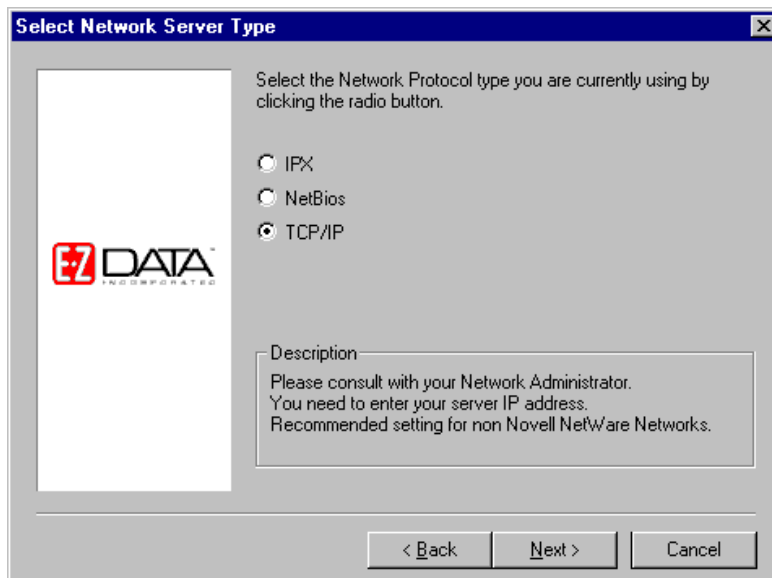 Select Network Server Type
Select the Network Protocol type you are currently using by
clicking the radio button.
IPX
NetBios
TCP/IP
E-Z DATA™
INCORPORATED
Description
Please consult with your Network Administrator.
You need to enter your server IP address.
Recommended setting for non Novell NetWare Networks.
< Back
Next >
Cancel